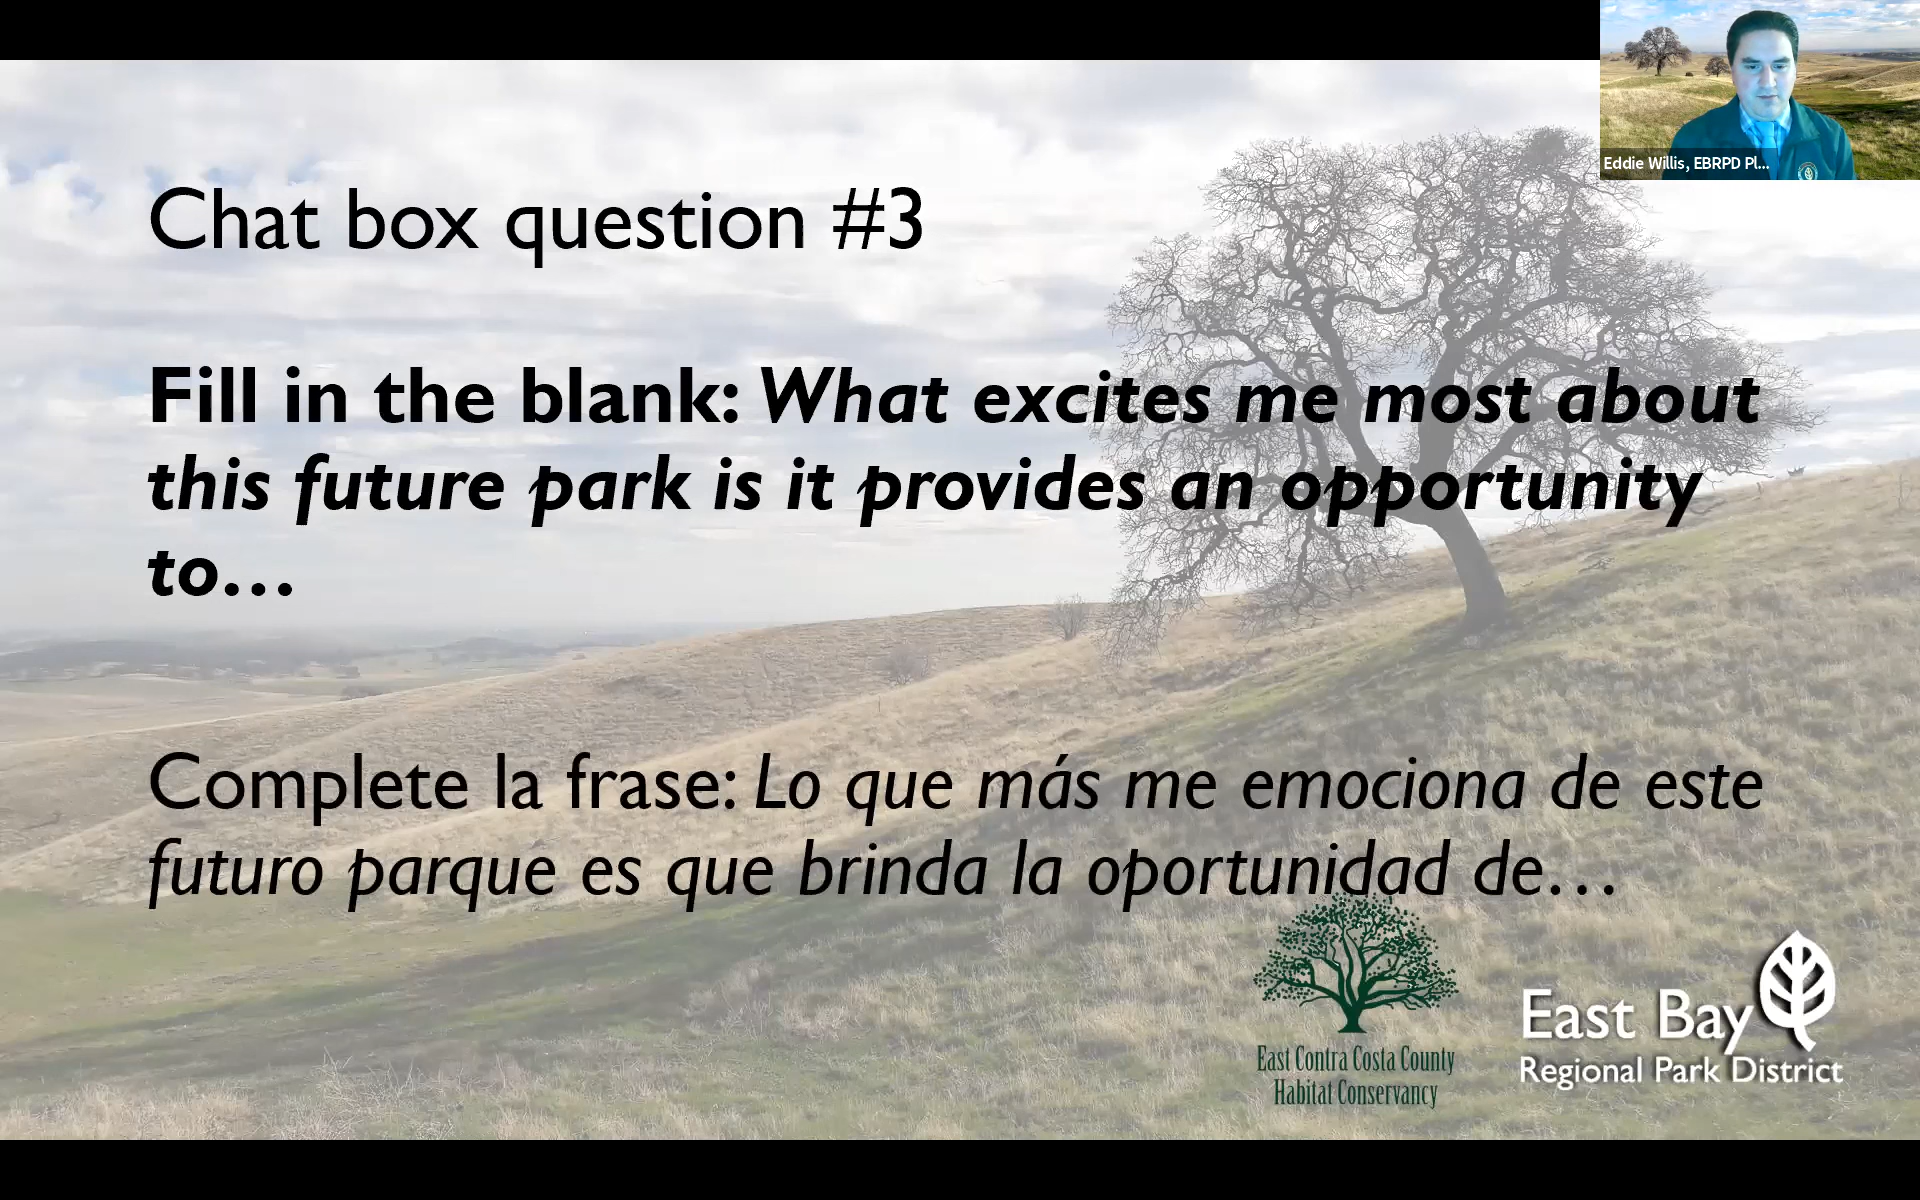 Eddie Willis, EBRPD Pl...
Chat box question #3
Fill in the blank: What excites me most about
this future park is it provides an opportunity
to…
Complete la frase: Lo que más me emociona de este
futuro parque es que brinda la oportunidad de…
East Contra Costa County
Habitat Conservancy
East Bay
Regional Park District